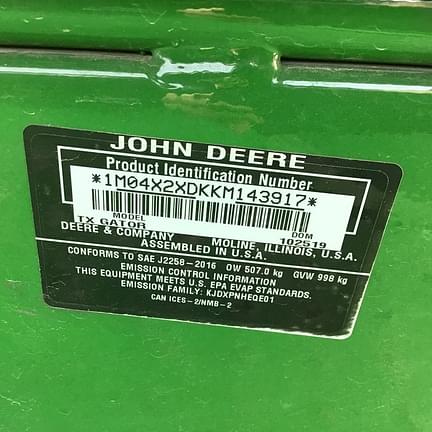 JOHN DEERE
Product Identification Number
*1M04X2XDKKM143917*
MODEL DOM
TX GATOR 102519
DEERE & COMPANY MOLINE, ILLINOIS, U.S.A.
ASSEMBLED IN U.S.A.
CONFORMS TO SAE J2258-2016 OW 507.0 kg GVW 998 kg
EMISSION CONTROL INFORMATION
THIS EQUIPMENT MEETS U.S. EPA EVAP STANDARDS.
EMISSION FAMILY: KJDXPNHEQE01
CAN ICES-2/NMB-2